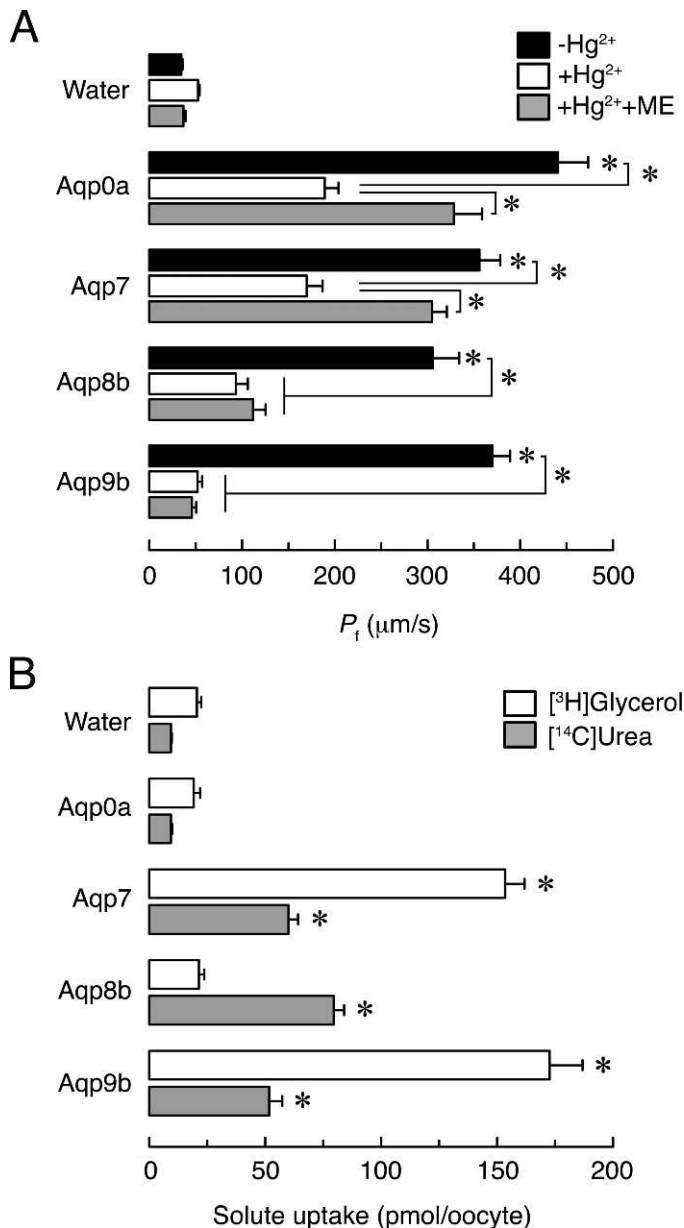 A
-Hg²⁺
+Hg²⁺
+Hg²⁺+ME
Water
Aqp0a
* *
*
Aqp7
* *
*
Aqp8b
* *
Aqp9b
* *
0 100 200 300 400 500
Pf (μm/s)
B
[³H]Glycerol
[¹⁴C]Urea
Water
Aqp0a
Aqp7
*
*
Aqp8b
*
Aqp9b
*
*
0 50 100 150 200
Solute uptake (pmol/oocyte)